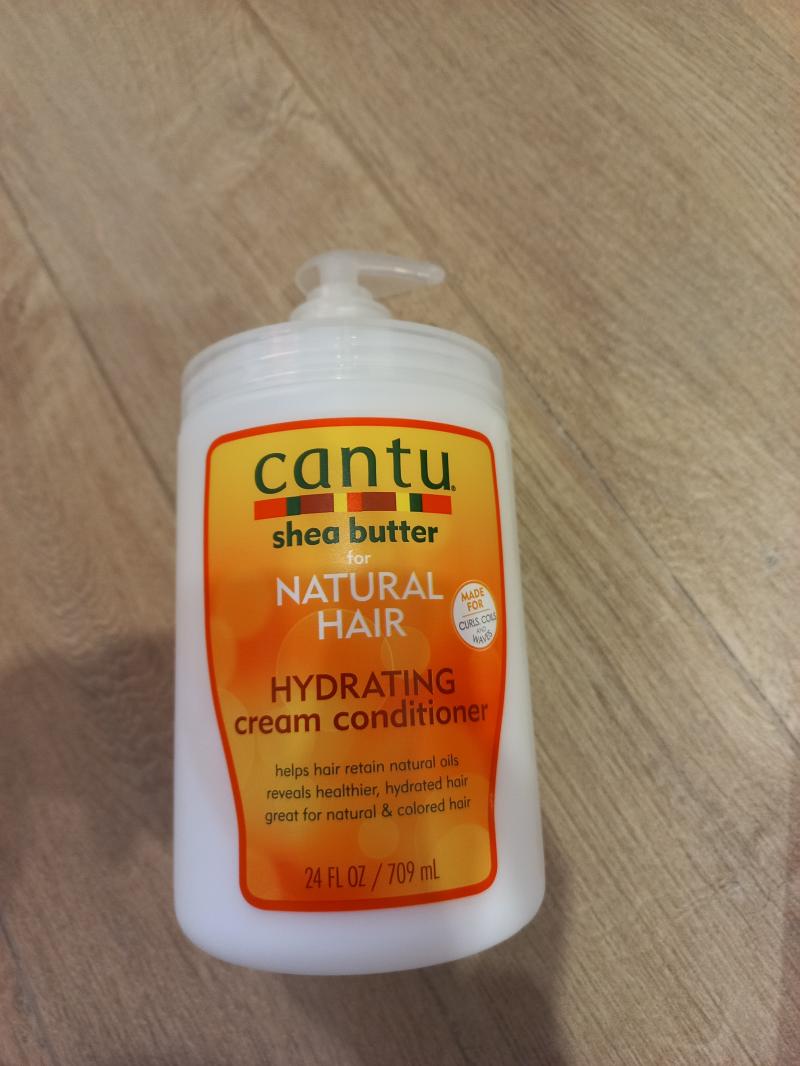 cantu®
shea butter
for
NATURAL
HAIR
MADE
FOR
CURLS, COILS
AND
WAVES
HYDRATING
cream conditioner
helps hair retain natural oils
reveals healthier, hydrated hair
great for natural & colored hair
24 FL OZ / 709 mL